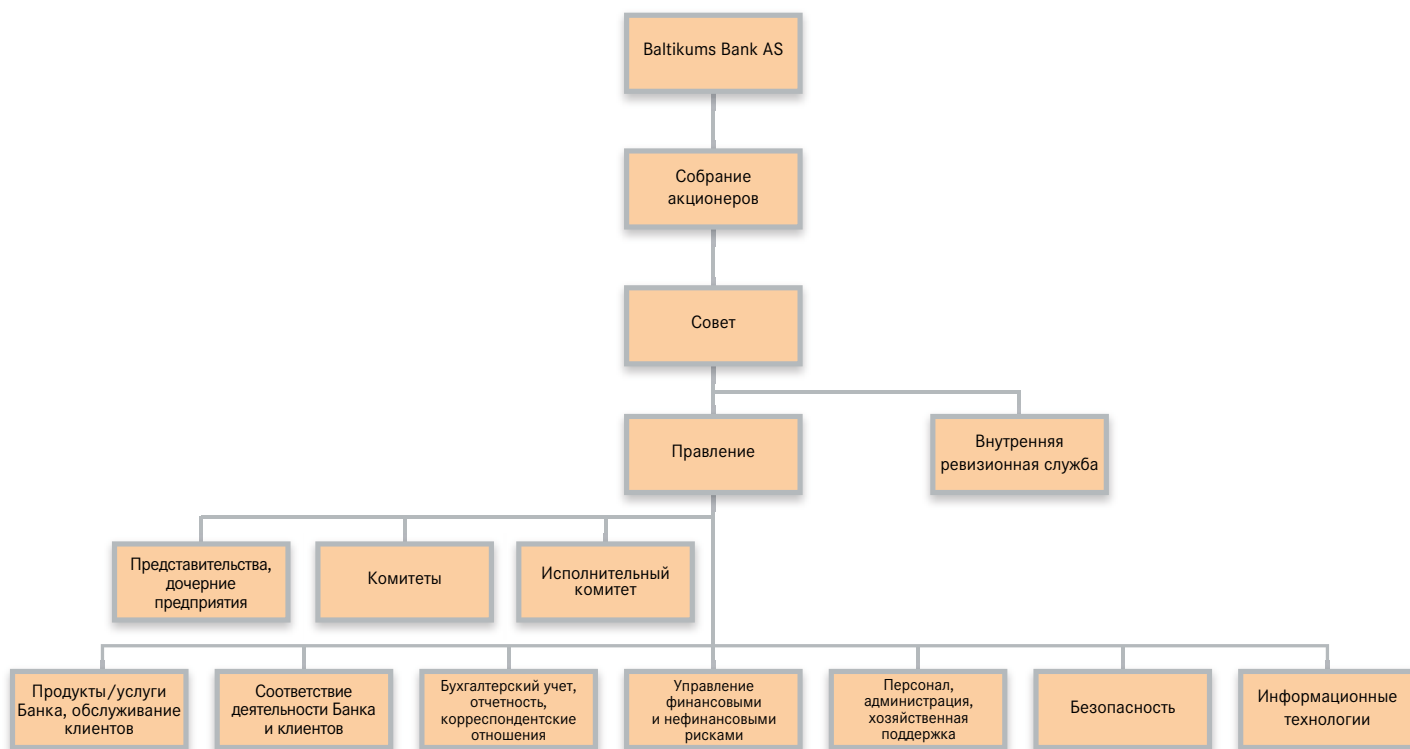 Baltikums Bank AS
Собрание
акционеров
Совет
Правление
Внутренняя
ревизионная служба
Представительства,
дочерние
предприятия
Комитеты
Исполнительный
комитет
Продукты/услуги
Банка, обслуживание
клиентов
Соответствие
деятельности Банка
и клиентов
Бухгалтерский учет,
отчетность,
корреспондентские
отношения
Управление
финансовыми
и нефинансовыми
рисками
Персонал,
администрация,
хозяйственная
поддержка
Безопасность
Информационные
технологии